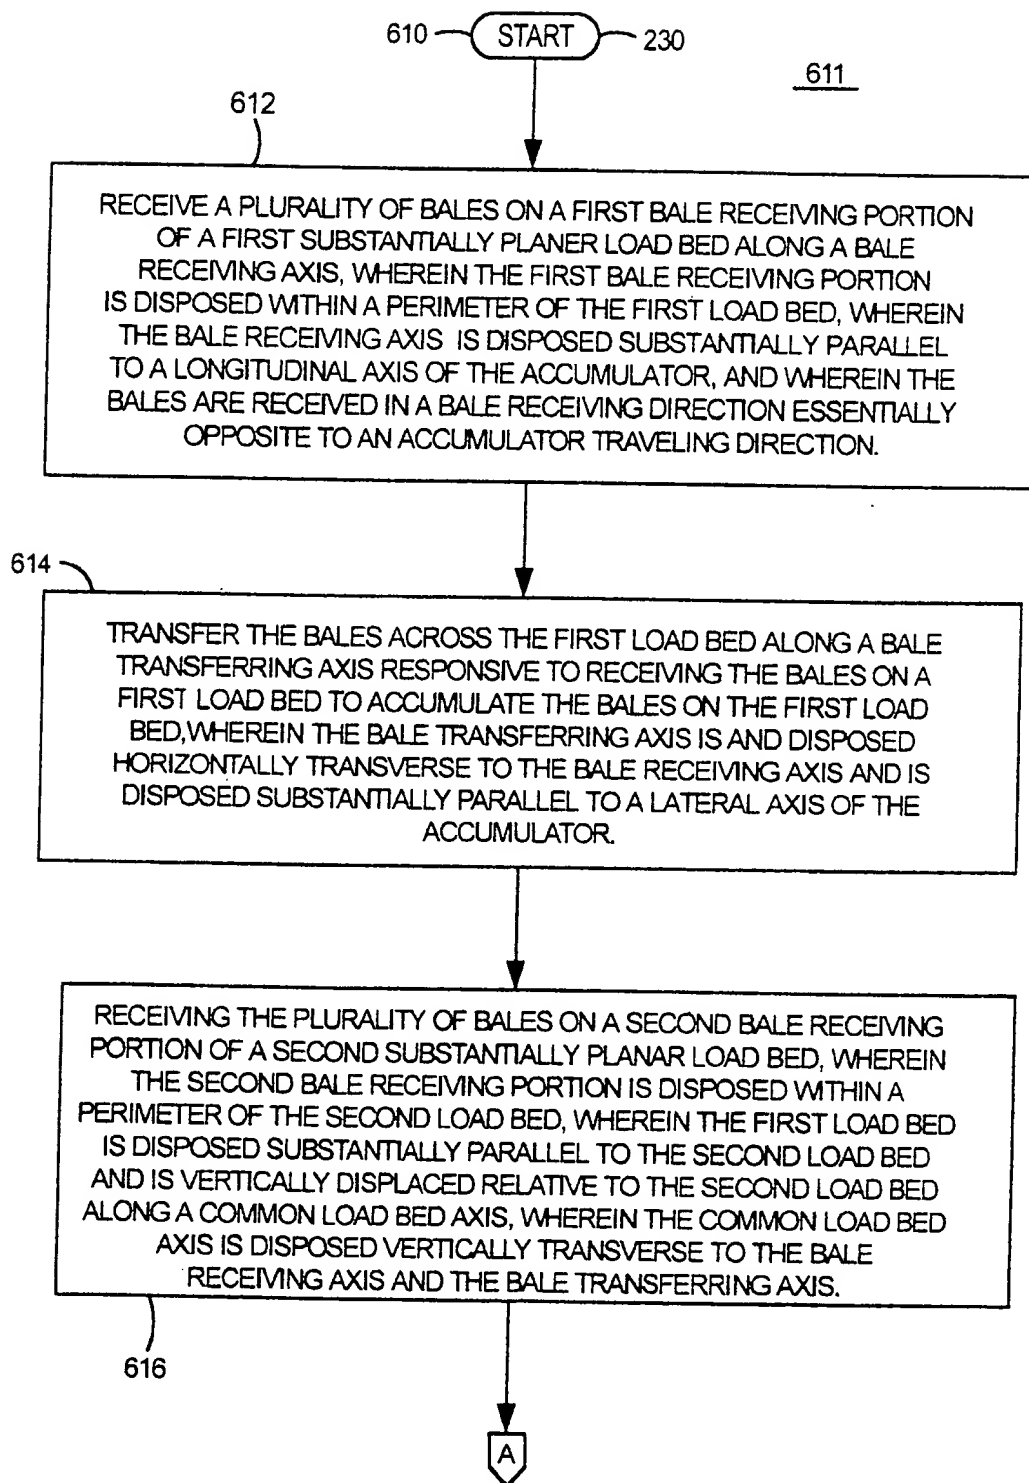 610 START 230
611
612
RECEIVE A PLURALITY OF BALES ON A FIRST BALE RECEIVING PORTION
OF A FIRST SUBSTANTIALLY PLANER LOAD BED ALONG A BALE
RECEIVING AXIS, WHEREIN THE FIRST BALE RECEIVING PORTION
IS DISPOSED WITHIN A PERIMETER OF THE FIRST LOAD BED, WHEREIN
THE BALE RECEIVING AXIS IS DISPOSED SUBSTANTIALLY PARALLEL
TO A LONGITUDINAL AXIS OF THE ACCUMULATOR, AND WHEREIN THE
BALES ARE RECEIVED IN A BALE RECEIVING DIRECTION ESSENTIALLY
OPPOSITE TO AN ACCUMULATOR TRAVELING DIRECTION.
614
TRANSFER THE BALES ACROSS THE FIRST LOAD BED ALONG A BALE
TRANSFERRING AXIS RESPONSIVE TO RECEIVING THE BALES ON A
FIRST LOAD BED TO ACCUMULATE THE BALES ON THE FIRST LOAD
BED,WHEREIN THE BALE TRANSFERRING AXIS IS AND DISPOSED
HORIZONTALLY TRANSVERSE TO THE BALE RECEIVING AXIS AND IS
DISPOSED SUBSTANTIALLY PARALLEL TO A LATERAL AXIS OF THE
ACCUMULATOR.
RECEIVING THE PLURALITY OF BALES ON A SECOND BALE RECEIVING
PORTION OF A SECOND SUBSTANTIALLY PLANAR LOAD BED, WHEREIN
THE SECOND BALE RECEIVING PORTION IS DISPOSED WITHIN A
PERIMETER OF THE SECOND LOAD BED, WHEREIN THE FIRST LOAD BED
IS DISPOSED SUBSTANTIALLY PARALLEL TO THE SECOND LOAD BED
AND IS VERTICALLY DISPLACED RELATIVE TO THE SECOND LOAD BED
ALONG A COMMON LOAD BED AXIS, WHEREIN THE COMMON LOAD BED
AXIS IS DISPOSED VERTICALLY TRANSVERSE TO THE BALE
RECEIVING AXIS AND THE BALE TRANSFERRING AXIS.
616
A